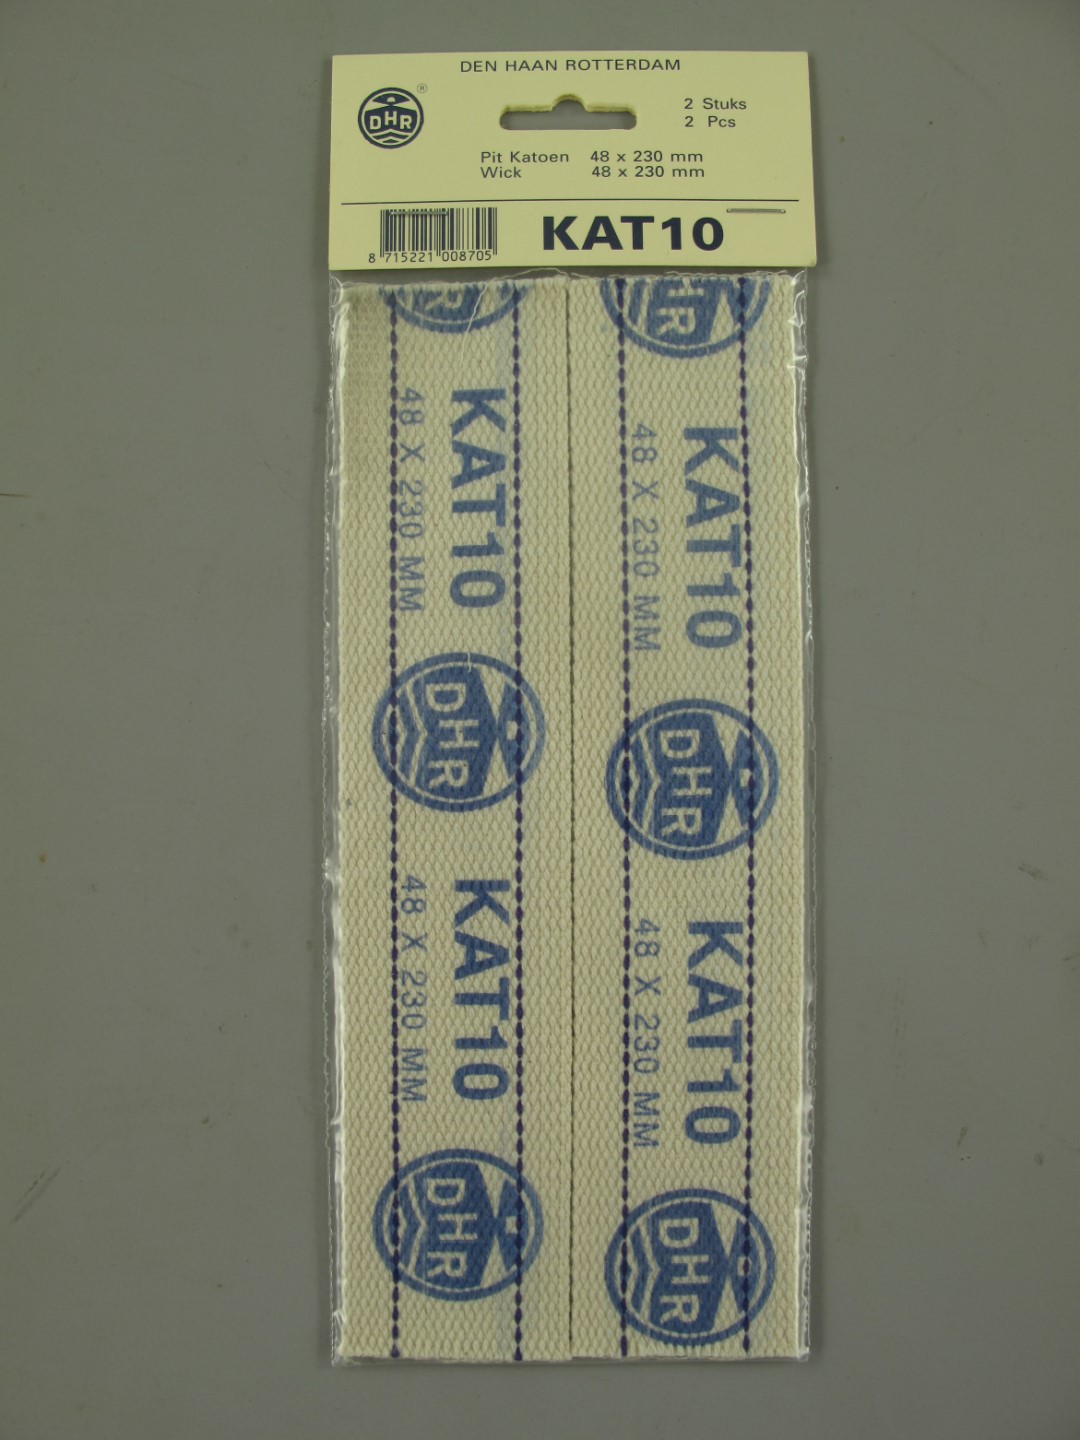 DEN HAAN ROTTERDAM
DHR ®
2 Stuks
2 Pcs
Pit Katoen 48 x 230 mm
Wick 48 x 230 mm
8 715221 008705
KAT10
DHR
KAT10
48 X 230 MM
DHR
KAT10
48 X 230 MM
DHR
HR
KAT10
48 X 230 MM
DHR
KAT10
48 X 230 MM
DHR